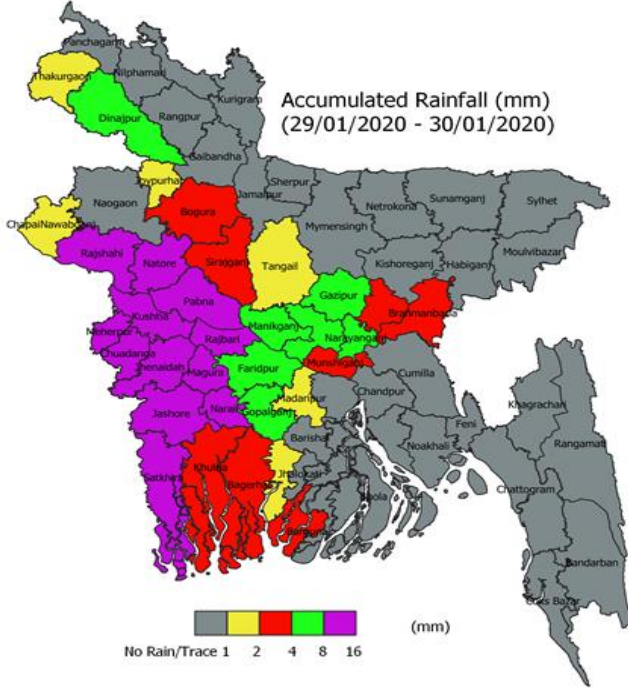 Panchagarh
Thakurgaon
Nilphamari
Kurigram
Dinajpur
Rangpur
Accumulated Rainfall (mm)
(29/01/2020 - 30/01/2020)
Gaibandha
Sherpur
Naogaon
Jamalpur
Netrokona
Sunamganj
Sylhet
Bogura
Mymensingh
ChapaiNawabganj
Kishoreganj
Habiganj
Moulvibazar
Rajshahi
Natore
Sirajganj
Tangail
Gazipur
Pabna
Kushtia
Brahmanbaria
Manikganj
Narayanganj
Meherpur
Rajbari
Chuadanga
Jhenaidah
Magura
Faridpur
Munshiganj
Cumilla
Madaripur
Chandpur
Khagrachari
Jashore
Narail
Gopalganj
Feni
Barishal
Noakhali
Rangamati
Khulna
Jhalokati
Satkhira
Bagerhat
Bhola
Chattogram
Barguna
Bandarban
Coxs Bazar
(mm)
No Rain/Trace 1 2 4 8 16